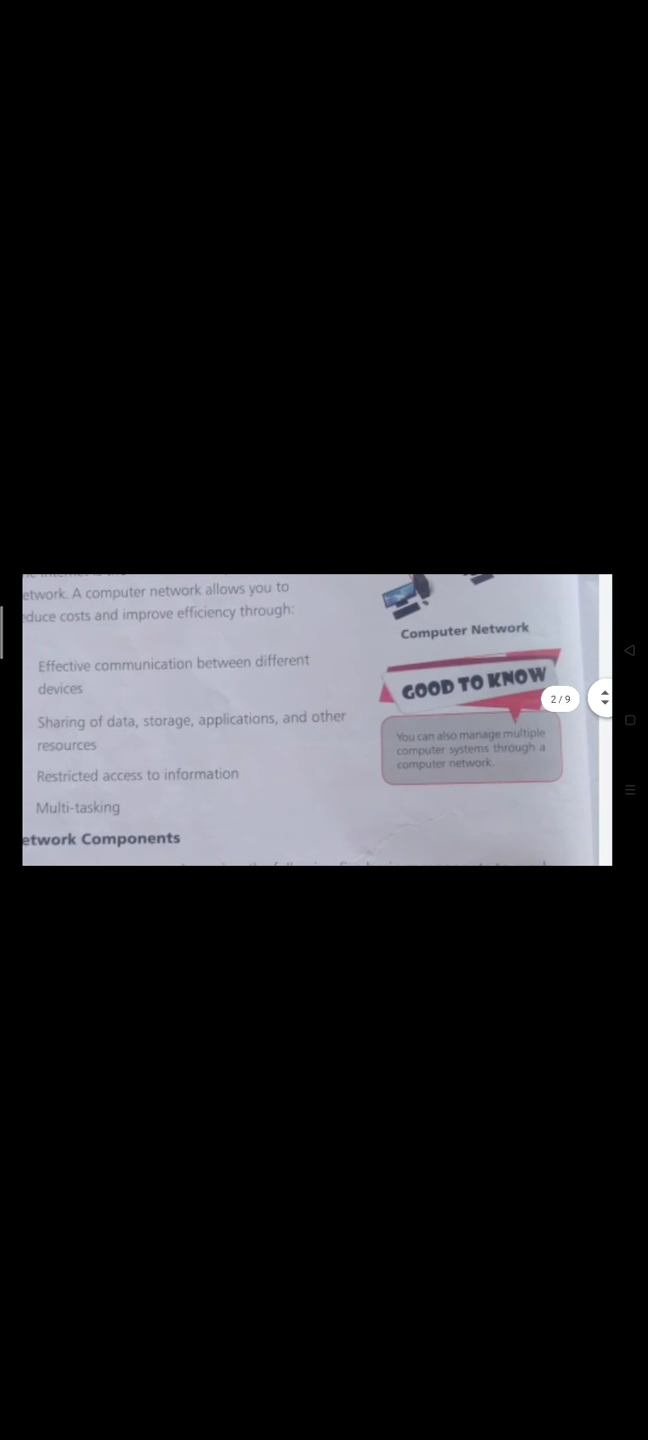 etwork. A computer network allows you to
duce costs and improve efficiency through:
Effective communication between different
devices
Sharing of data, storage, applications, and other
resources
Restricted access to information
Multi-tasking
etwork Components
Computer Network
GOOD TO KNOW
You can also manage multiple
computer systems through a
computer network.
2 / 9